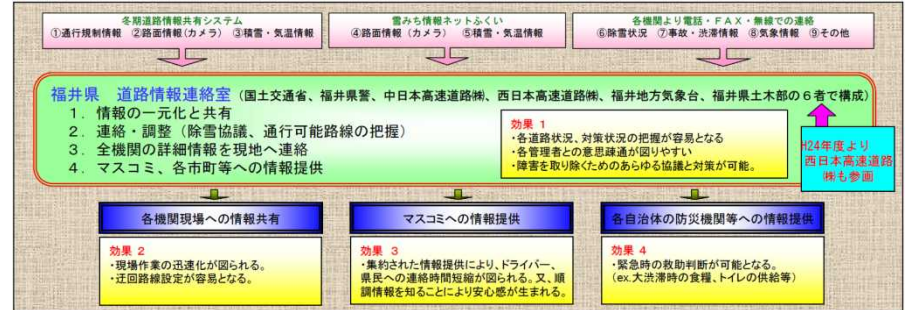 冬期道路情報共有システム
①通行規制情報 ②路面情報(カメラ) ③積雪・気温情報
雪みち情報ネットふくい
④路面情報(カメラ) ⑤積雪・気温情報
各機関より電話・FAX・無線での連絡
⑥除雪状況 ⑦事故・渋滞情報 ⑧気象情報 ⑨その他
福井県 道路情報連絡室(国土交通省、福井県警、中日本高速道路㈱、西日本高速道路㈱、福井地方気象台、福井県土木部の6者で構成)
1. 情報の一元化と共有
2. 連絡・調整(除雪協議、通行可能路線の把握)
3. 全機関の詳細情報を現地へ連絡
4. マスコミ、各市町等への情報提供
効果 1
・各道路状況、対策状況の把握が容易となる
・各管理者との意思疎通が図りやすい
・障害を取り除くためのあらゆる協議と対策が可能。
H24年度より
西日本高速道路
㈱も参画
各機関現場への情報共有
効果 2
・現場作業の迅速化が図られる。
・迂回路線設定が容易となる。
マスコミへの情報提供
効果 3
・集約された情報提供により、ドライバー、
県民への連絡時間短縮が図られる。又、順
調情報を知ることにより安心感が生まれる。
各自治体の防災機関等への情報提供
効果 4
・緊急時の救助判断が可能となる。
(ex.大渋滞時の食糧、トイレの供給等)